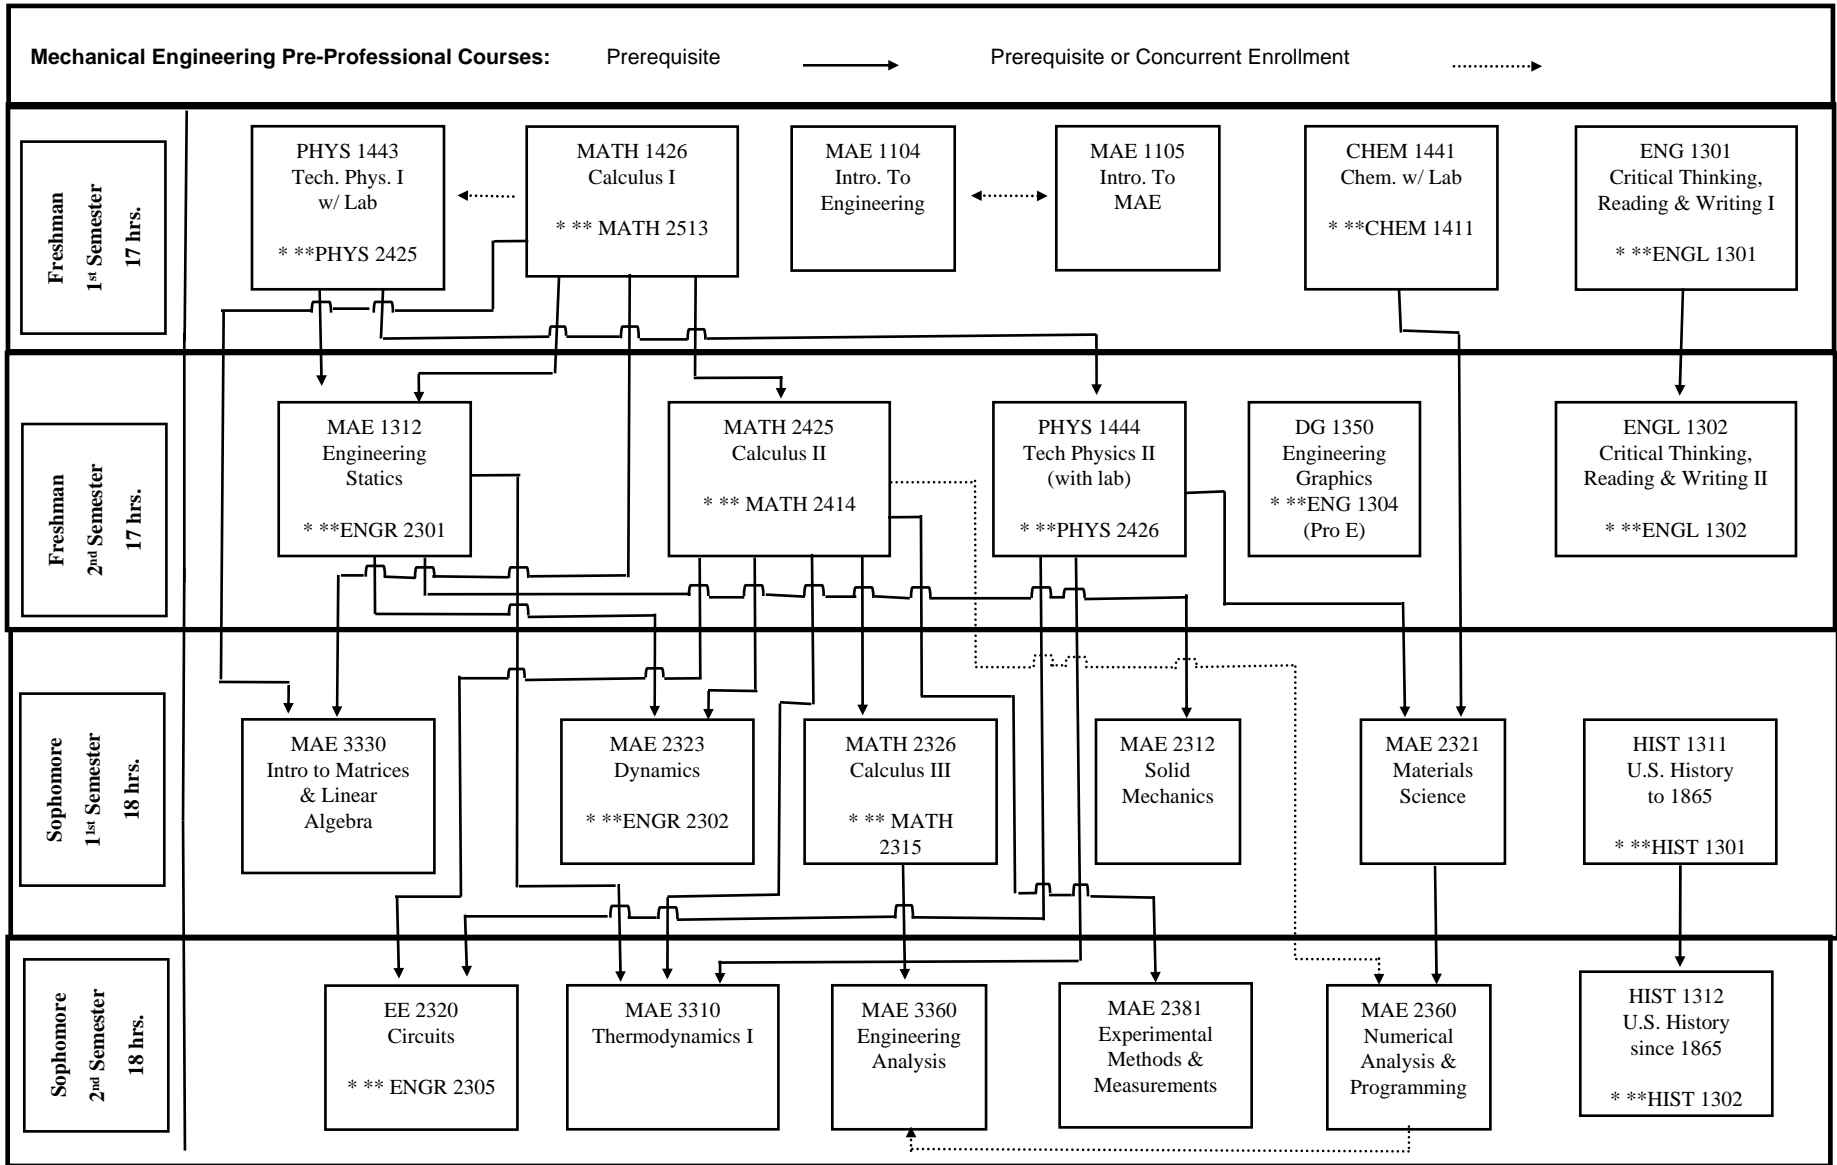 Mechanical Engineering Pre-Professional Courses: Prerequisite Prerequisite or Concurrent Enrollment
Freshman
1st Semester
17 hrs.
PHYS 1443
Tech. Phys. I
w/ Lab
* **PHYS 2425
MATH 1426
Calculus I
* ** MATH 2513
MAE 1104
Intro. To
Engineering
MAE 1105
Intro. To
MAE
CHEM 1441
Chem. w/ Lab
* **CHEM 1411
ENG 1301
Critical Thinking,
Reading & Writing I
* **ENGL 1301
Freshman
2nd Semester
17 hrs.
MAE 1312
Engineering
Statics
* **ENGR 2301
MATH 2425
Calculus II
* ** MATH 2414
PHYS 1444
Tech Physics II
(with lab)
* **PHYS 2426
DG 1350
Engineering
Graphics
* **ENG 1304
(Pro E)
ENGL 1302
Critical Thinking,
Reading & Writing II
* **ENGL 1302
Sophomore
1st Semester
18 hrs.
MAE 3330
Intro to Matrices
& Linear
Algebra
MAE 2323
Dynamics
* **ENGR 2302
MATH 2326
Calculus III
* ** MATH
2315
MAE 2312
Solid
Mechanics
MAE 2321
Materials
Science
HIST 1311
U.S. History
to 1865
* **HIST 1301
Sophomore
2nd Semester
18 hrs.
EE 2320
Circuits
* ** ENGR 2305
MAE 3310
Thermodynamics I
MAE 3360
Engineering
Analysis
MAE 2381
Experimental
Methods &
Measurements
MAE 2360
Numerical
Analysis &
Programming
HIST 1312
U.S. History
since 1865
* **HIST 1302